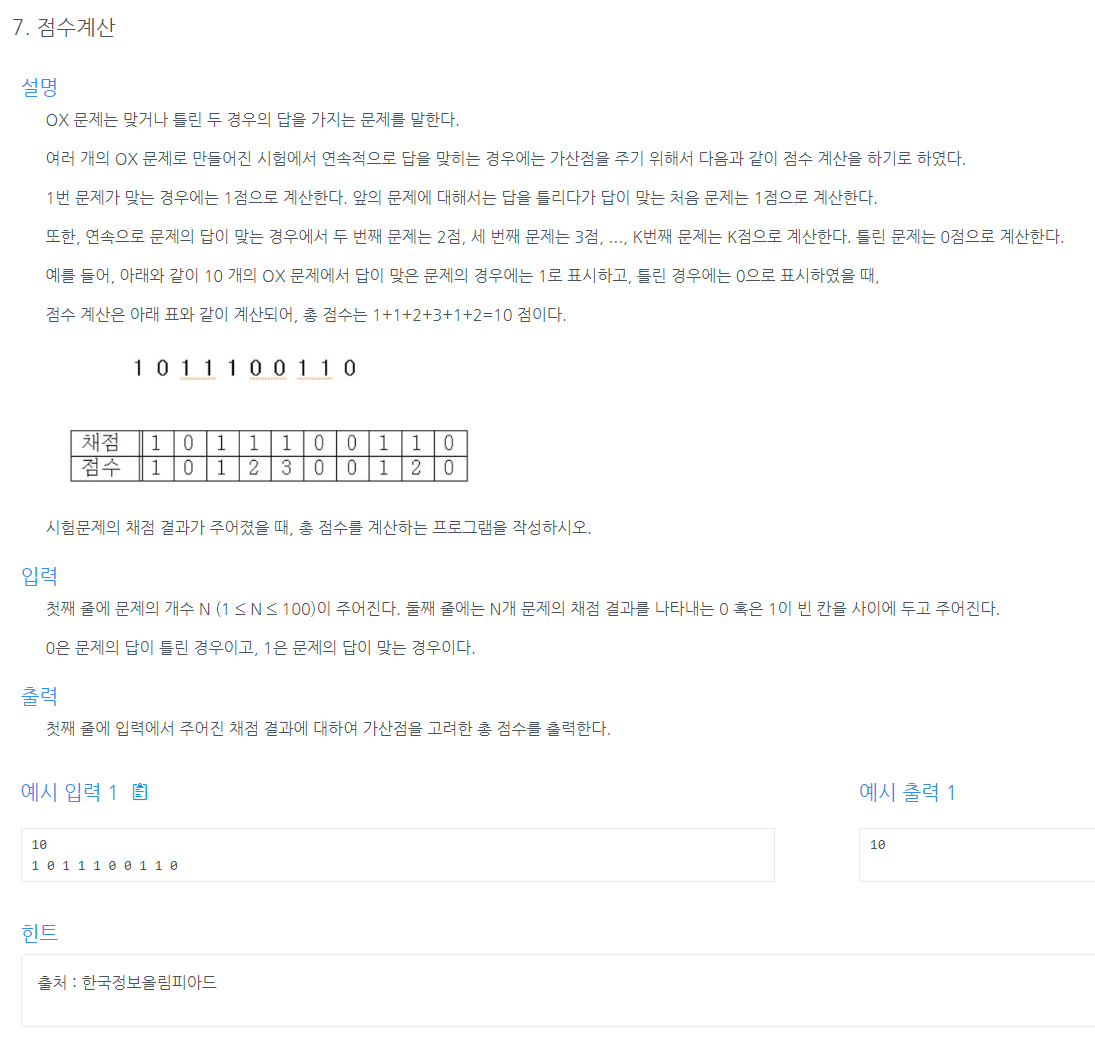 7. 점수계산
설명
OX 문제는 맞거나 틀린 두 경우의 답을 가지는 문제를 말한다.
여러 개의 OX 문제로 만들어진 시험에서 연속적으로 답을 맞히는 경우에는 가산점을 주기 위해서 다음과 같이 점수 계산을 하기로 하였다.
1번 문제가 맞는 경우에는 1점으로 계산한다. 앞의 문제에 대해서는 답을 틀리다가 답이 맞는 처음 문제는 1점으로 계산한다.
또한, 연속으로 문제의 답이 맞는 경우에서 두 번째 문제는 2점, 세 번째 문제는 3점, ..., K번째 문제는 K점으로 계산한다. 틀린 문제는 0점으로 계산한다.
예를 들어, 아래와 같이 10 개의 OX 문제에서 답이 맞은 문제의 경우에는 1로 표시하고, 틀린 경우에는 0으로 표시하였을 때,
점수 계산은 아래 표와 같이 계산되어, 총 점수는 1+1+2+3+1+2=10 점이다.
1 0 1 1 1 0 0 1 1 0
채점 1 0 1 1 1 0 0 1 1 0
점수 1 0 1 2 3 0 0 1 2 0
시험문제의 채점 결과가 주어졌을 때, 총 점수를 계산하는 프로그램을 작성하시오.
입력
첫째 줄에 문제의 개수 N (1 ≤ N ≤ 100)이 주어진다. 둘째 줄에는 N개 문제의 채점 결과를 나타내는 0 혹은 1이 빈 칸을 사이에 두고 주어진다.
0은 문제의 답이 틀린 경우이고, 1은 문제의 답이 맞는 경우이다.
출력
첫째 줄에 입력에서 주어진 채점 결과에 대하여 가산점을 고려한 총 점수를 출력한다.
예시 입력 1
10
1 0 1 1 1 0 0 1 1 0
예시 출력 1
10
힌트
출처 : 한국정보올림피아드